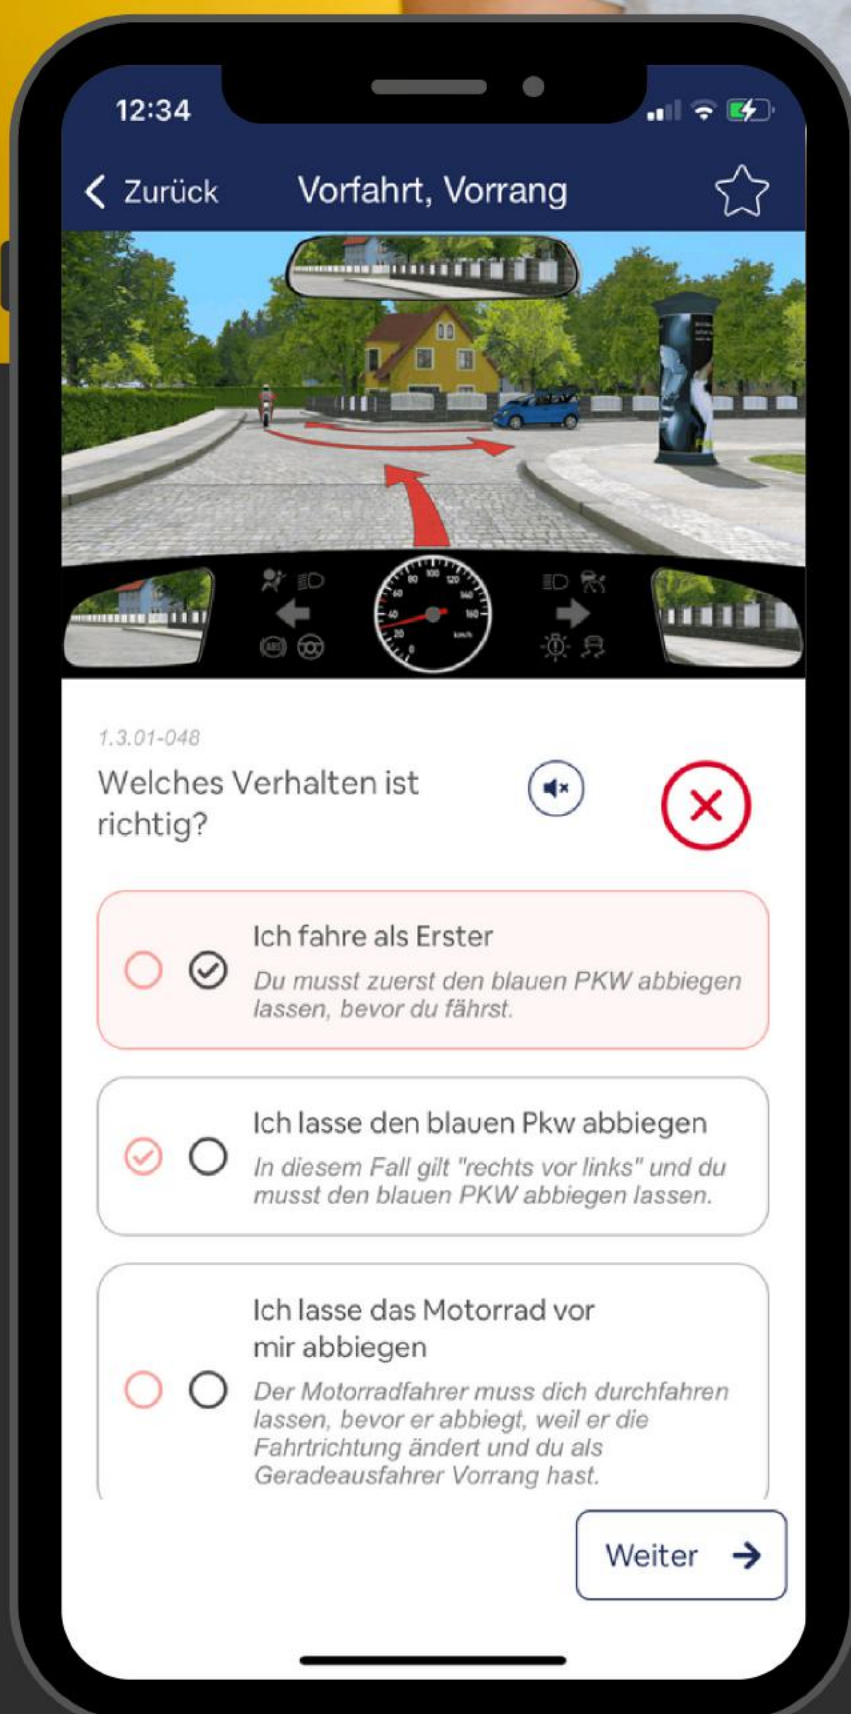 12:34
Zurück
Vorfahrt, Vorrang
1.3.01-048
Welches Verhalten ist
richtig?
Ich fahre als Erster
Du musst zuerst den blauen PKW abbiegen
lassen, bevor du fährst.
Ich lasse den blauen Pkw abbiegen
In diesem Fall gilt "rechts vor links" und du
musst den blauen PKW abbiegen lassen.
Ich lasse das Motorrad vor
mir abbiegen
Der Motorradfahrer muss dich durchfahren
lassen, bevor er abbiegt, weil er die
Fahrtrichtung ändert und du als
Geradeausfahrer Vorrang hast.
Weiter